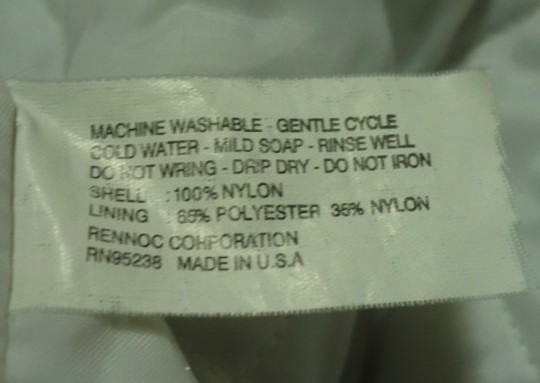 MACHINE WASHABLE - GENTLE CYCLE
COLD WATER - MILD SOAP - RINSE WELL
DO NOT WRING - DRIP DRY - DO NOT IRON
SHELL : 100% NYLON
LINING : 65% POLYESTER 35% NYLON
RENNOC CORPORATION
RN95238 MADE IN U.S.A